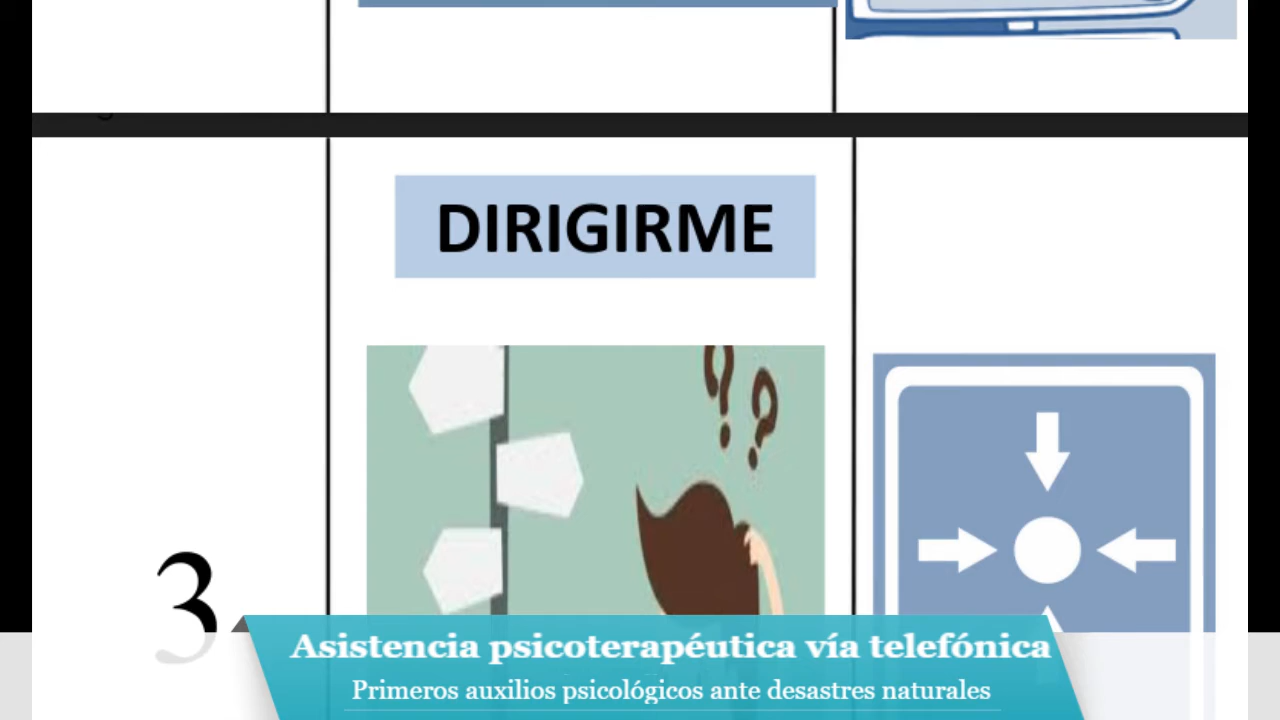 DIRIGIRME
? ?
3
Asistencia psicoterapéutica vía telefónica
Primeros auxilios psicológicos ante desastres naturales